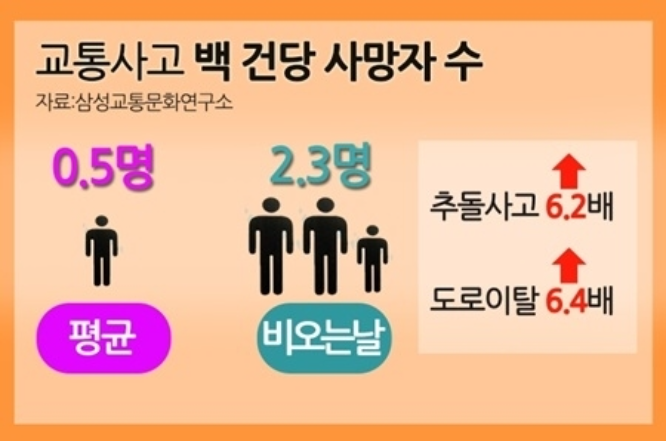 교통사고 백 건당 사망자 수
자료:삼성교통문화연구소
0.5명
2.3명
평균
비오는날
추돌사고 6.2배
도로이탈 6.4배